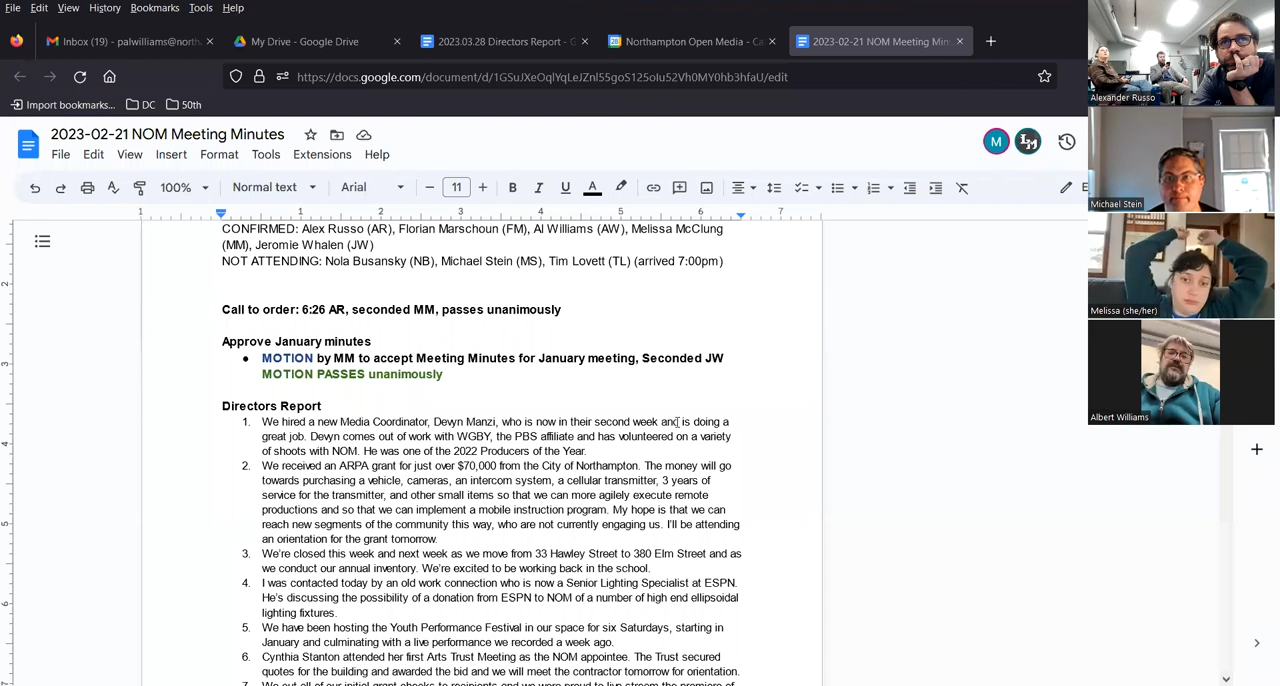 File Edit View History Bookmarks Tools Help
Inbox (19) - palwilliams@north
My Drive - Google Drive
2023.03.28 Directors Report - G
Northampton Open Media - Ca
2023-02-21 NOM Meeting Min
https://docs.google.com/document/d/1GSuJXeOqlYqLeJZnl55goS125oIu52Vh0MY0hb3hfaU/edit
Import bookmarks... DC 50th
2023-02-21 NOM Meeting Minutes
File Edit View Insert Format Tools Extensions Help
M LM
100% Normal text Arial 11 B I U A E
1 1 2 3 4 5 6 7
CONFIRMED: Alex Russo (AR), Florian Marschoun (FM), Al Williams (AW), Melissa McClung
(MM), Jeromie Whalen (JW)
NOT ATTENDING: Nola Busansky (NB), Michael Stein (MS), Tim Lovett (TL) (arrived 7:00pm)
Call to order: 6:26 AR, seconded MM, passes unanimously
Approve January minutes
● MOTION by MM to accept Meeting Minutes for January meeting, Seconded JW
MOTION PASSES unanimously
Directors Report
1. We hired a new Media Coordinator, Devyn Manzi, who is now in their second week and is doing a
great job. Devyn comes out of work with WGBY, the PBS affiliate and has volunteered on a variety
of shoots with NOM. He was one of the 2022 Producers of the Year.
2. We received an ARPA grant for just over $70,000 from the City of Northampton. The money will go
towards purchasing a vehicle, cameras, an intercom system, a cellular transmitter, 3 years of
service for the transmitter, and other small items so that we can more agilely execute remote
productions and so that we can implement a mobile instruction program. My hope is that we can
reach new segments of the community this way, who are not currently engaging us. I'll be attending
an orientation for the grant tomorrow.
3. We're closed this week and next week as we move from 33 Hawley Street to 380 Elm Street and as
we conduct our annual inventory. We're excited to be working back in the school.
4. I was contacted today by an old work connection who is now a Senior Lighting Specialist at ESPN.
He's discussing the possibility of a donation from ESPN to NOM of a number of high end ellipsoidal
lighting fixtures.
5. We have been hosting the Youth Performance Festival in our space for six Saturdays, starting in
January and culminating with a live performance we recorded a week ago.
6. Cynthia Stanton attended her first Arts Trust Meeting as the NOM appointee. The Trust secured
quotes for the building and awarded the bid and we will meet the contractor tomorrow for orientation.
2
3
4
5
6
Alexander Russo
Michael Stein
Melissa (she/her)
Albert Williams